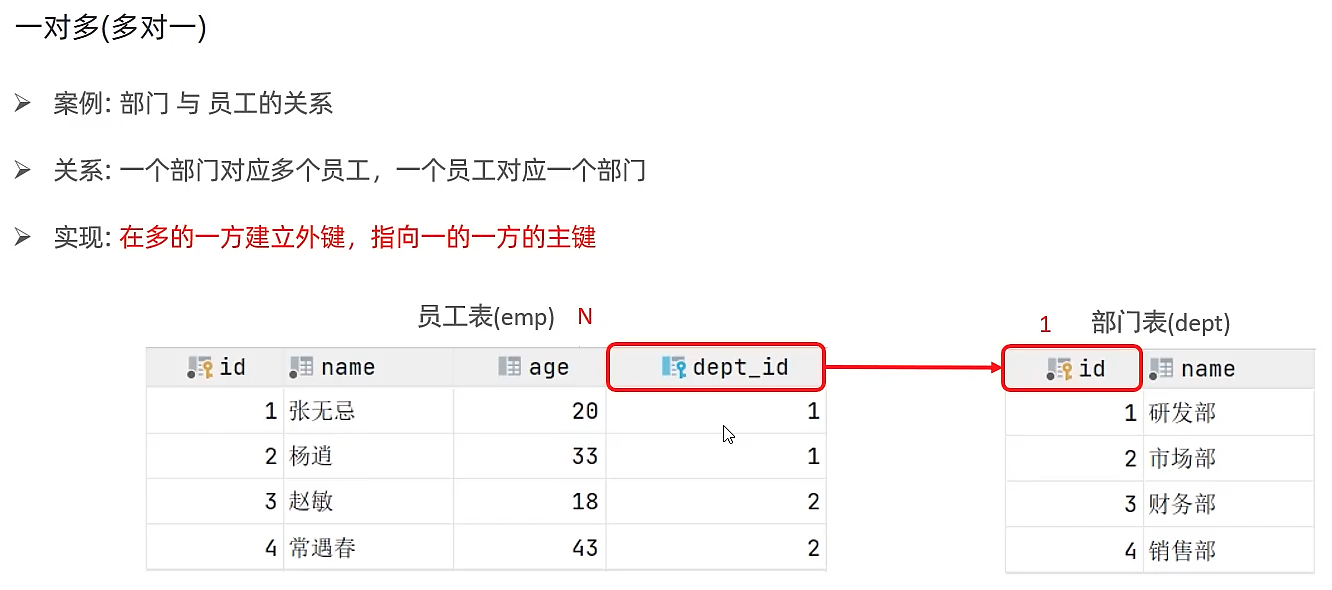 一对多(多对一)
案例: 部门 与 员工的关系
关系: 一个部门对应多个员工，一个员工对应一个部门
实现: 在多的一方建立外键，指向一的一方的主键
员工表(emp) N
1 部门表(dept)
id name age dept_id
id name
1 张无忌 20 1
1 研发部
2 杨逍 33 1
2 市场部
3 赵敏 18 2
3 财务部
4 常遇春 43 2
4 销售部